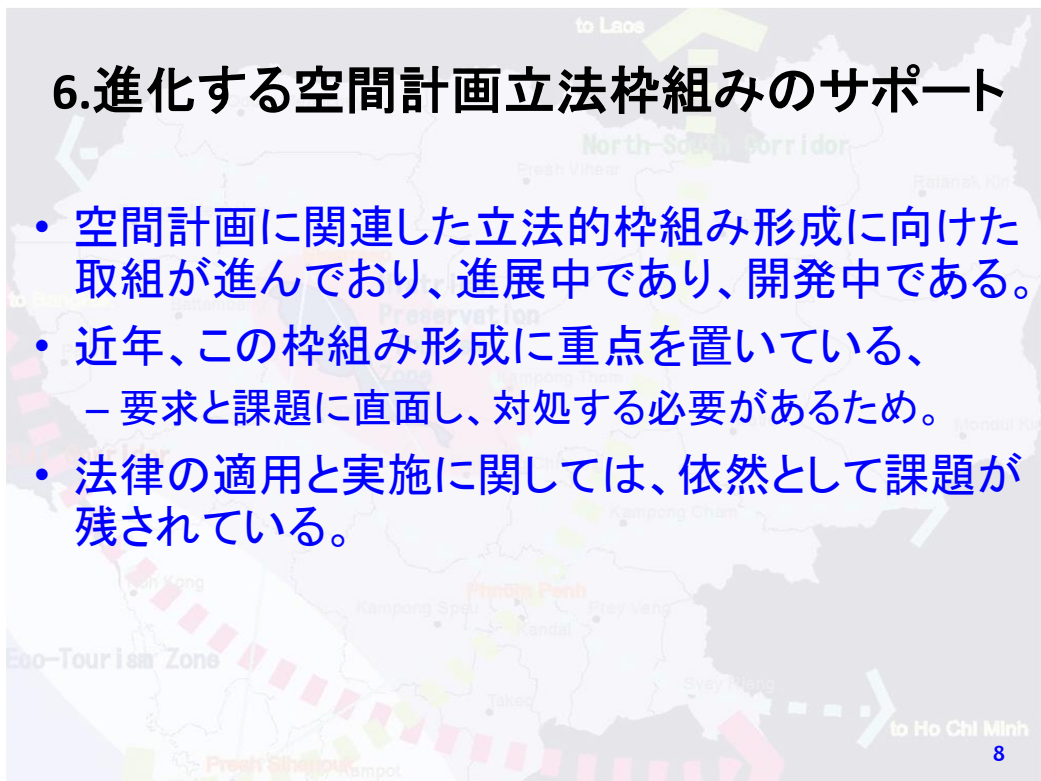 to Laos
6.進化する空間計画立法枠組みのサポート
North-South Corridor
Preah Vihear
Ratanak Kiri
• 空間計画に関連した立法的枠組み形成に向けた
取組が進んでおり、進展中であり、開発中である。
Preservation
• 近年、この枠組み形成に重点を置いている、
Zone
Kampong Thom
– 要求と課題に直面し、対処する必要があるため。
Mondul Kiri
• 法律の適用と実施に関しては、依然として課題が
Kampong Cham
残されている。
Koh Kong
Phnom Penh
Kampong Speu
Prey Veng
Kandal
Eco-Tourism Zone
Svay Rieng
Takeo
to Ho Chi Minh
8
Preah Sihanouk
Kampot